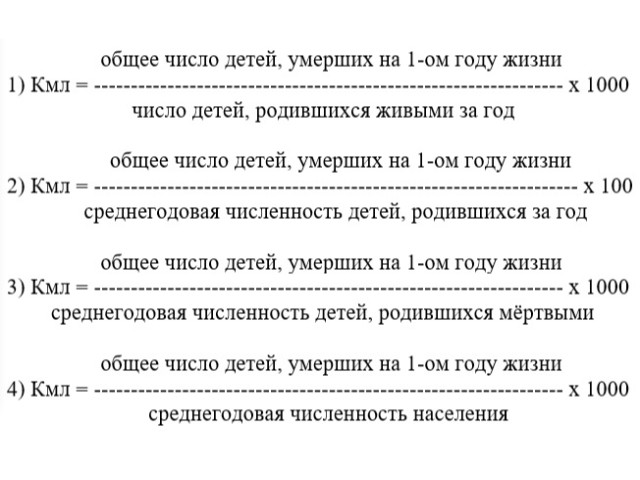 общее число детей, умерших на 1-ом году жизни
1) Кмл = ---------------------------------------------------------------- х 1000
число детей, родившихся живыми за год
общее число детей, умерших на 1-ом году жизни
2) Кмл = ------------------------------------------------------------------ х 100
среднегодовая численность детей, родившихся за год
общее число детей, умерших на 1-ом году жизни
3) Кмл = ---------------------------------------------------------------- х 1000
среднегодовая численность детей, родившихся мёртвыми
общее число детей, умерших на 1-ом году жизни
4) Кмл = ---------------------------------------------------------------- х 1000
среднегодовая численность населения